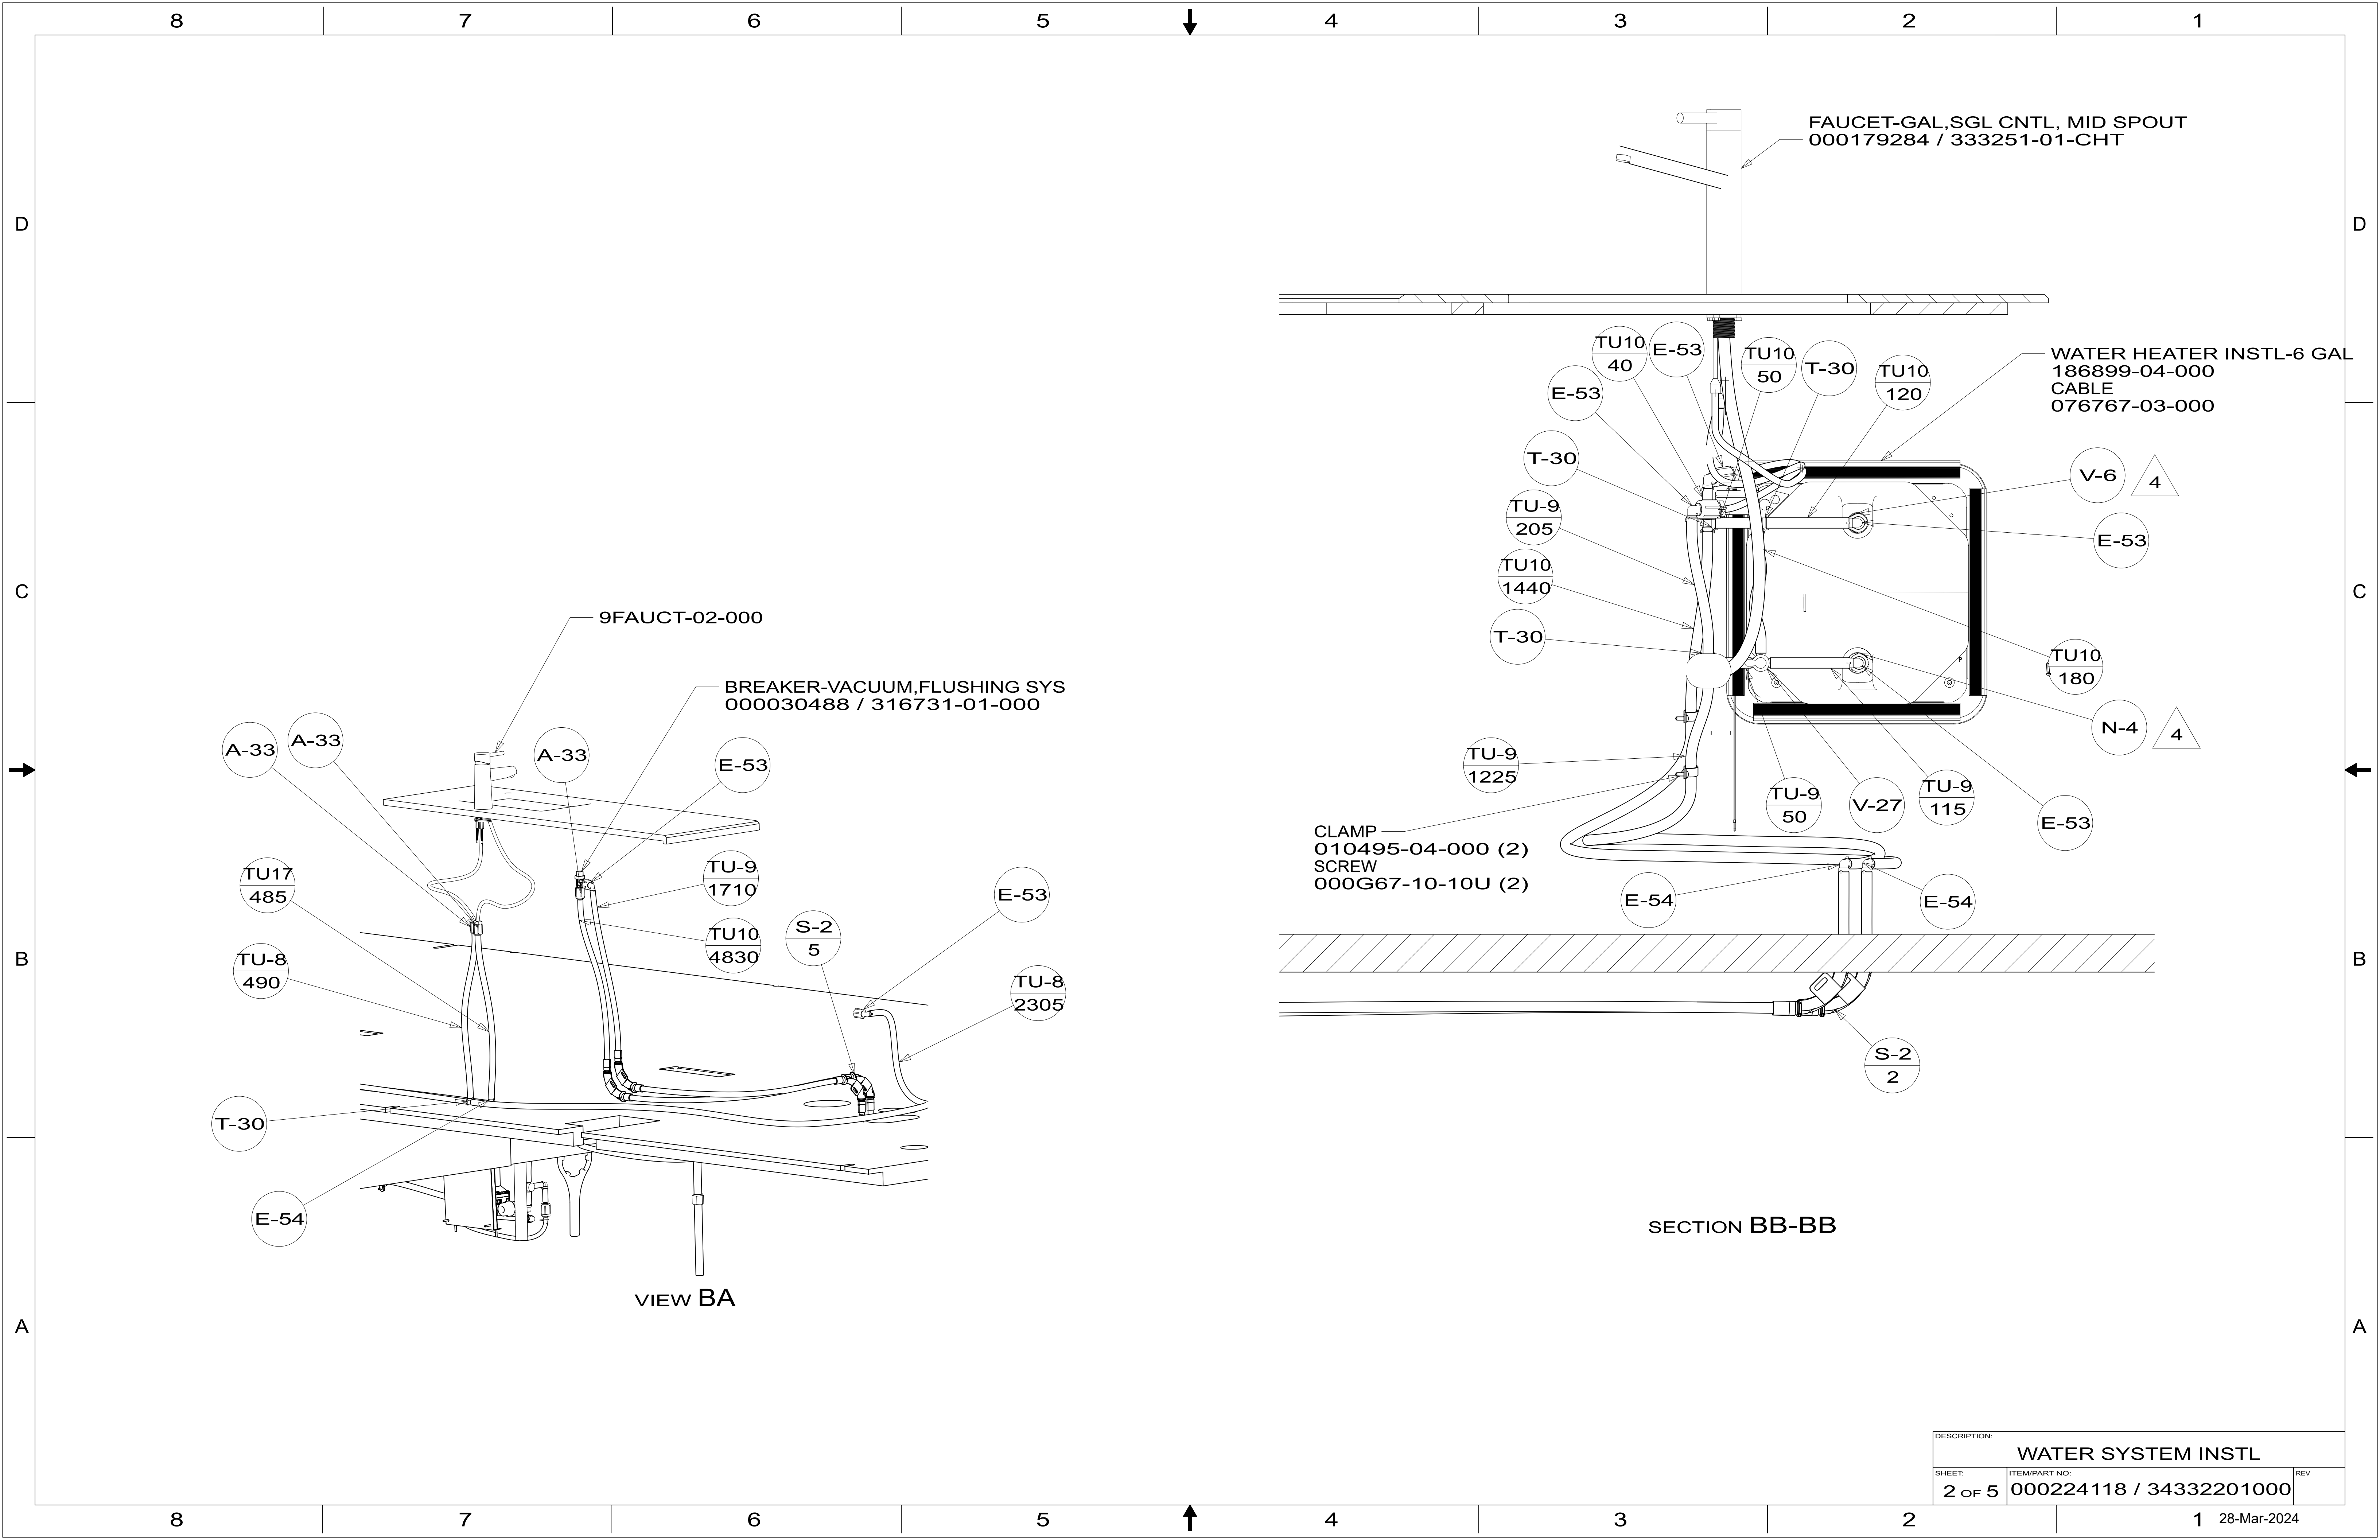 8 7 6 5 4 3 2 1
D
D
C
C
B
B
A
A
9FAUCT-02-000
BREAKER-VACUUM,FLUSHING SYS
000030488 / 316731-01-000
A-33
A-33
A-33
E-53
TU17
485
TU-9
1710
E-53
TU10
4830
S-2
5
TU-8
490
TU-8
2305
T-30
E-54
VIEW BA
FAUCET-GAL,SGL CNTL, MID SPOUT
000179284 / 333251-01-CHT
TU10
40
E-53
TU10
50
T-30
TU10
120
WATER HEATER INSTL-6 GAL
186899-04-000
CABLE
076767-03-000
E-53
T-30
V-6
4
TU-9
205
E-53
TU10
1440
T-30
TU10
180
N-4
4
TU-9
1225
TU-9
50
V-27
TU-9
115
E-53
CLAMP
010495-04-000 (2)
SCREW
000G67-10-10U (2)
E-54
E-54
S-2
2
SECTION BB-BB
DESCRIPTION:
WATER SYSTEM INSTL
SHEET:
2 OF 5
ITEM/PART NO:
000224118 / 34332201000
REV
8 7 6 5 4 3 2 1
28-Mar-2024